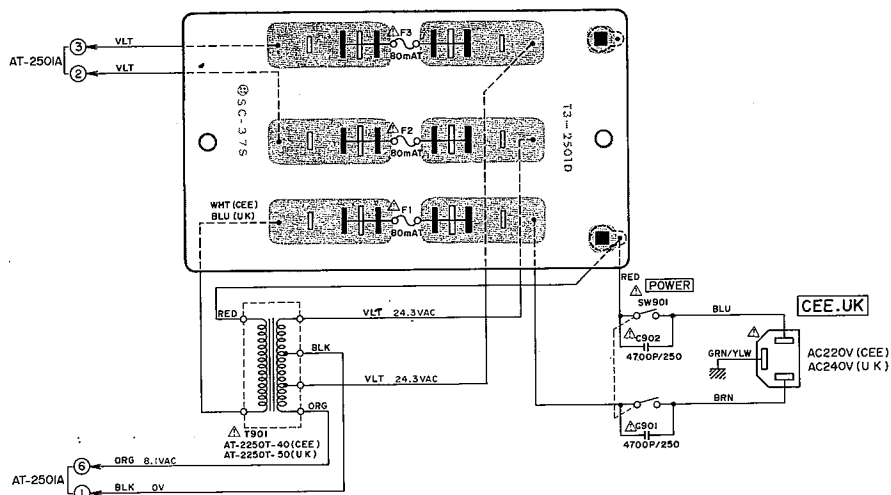 3
VLT
AT-2501A
2
VLT
SC-37S
T3-2501D
F3
80mAT
F2
80mAT
F1
80mAT
WHT (CEE)
BLU (UK)
RED
POWER
SW901
BLU
CEE.UK
RED
VLT 24.3VAC
BLK
C902
4700P/250
GRN/YLW
AC220V (CEE)
AC240V (UK)
VLT 24.3VAC
BRN
ORG
T901
AT-2250T-40 (CEE)
AT-2250T-50 (UK)
C901
4700P/250
6
ORG 8.1VAC
AT-2501A
1
BLK 0V